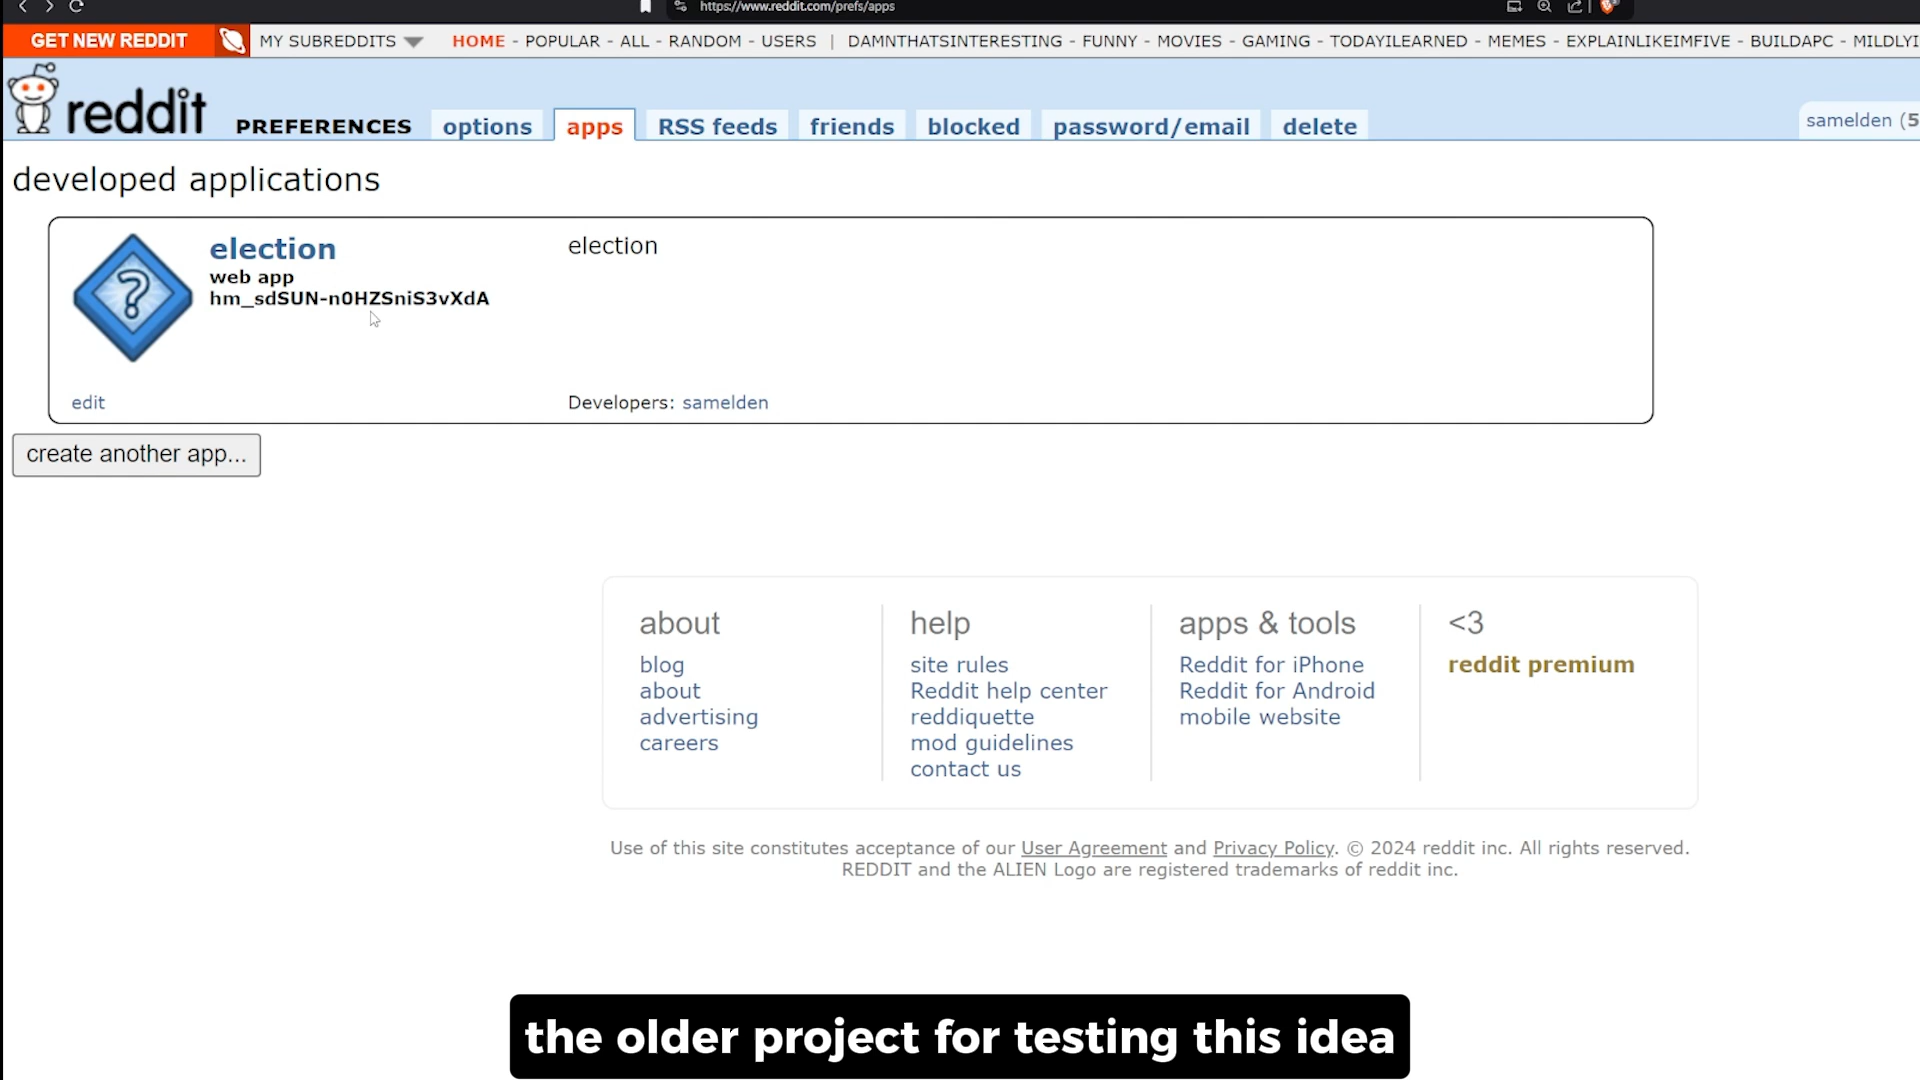 https://www.reddit.com/prefs/apps
GET NEW REDDIT MY SUBREDDITS HOME - POPULAR - ALL - RANDOM - USERS | DAMNTHATSINTERESTING - FUNNY - MOVIES - GAMING - TODAYILEARNED - MEMES - EXPLAINLIKEIMFIVE - BUILDAPC - MILDLYI
reddit PREFERENCES options apps RSS feeds friends blocked password/email delete samelden (5
developed applications
election
web app
hm_sdSUN-n0HZSniS3vXdA
election
edit
Developers: samelden
create another app...
about
blog
about
advertising
careers
help
site rules
Reddit help center
reddiquette
mod guidelines
contact us
apps & tools
Reddit for iPhone
Reddit for Android
mobile website
<3
reddit premium
Use of this site constitutes acceptance of our User Agreement and Privacy Policy. © 2024 reddit inc. All rights reserved.
REDDIT and the ALIEN Logo are registered trademarks of reddit inc.
the older project for testing this idea